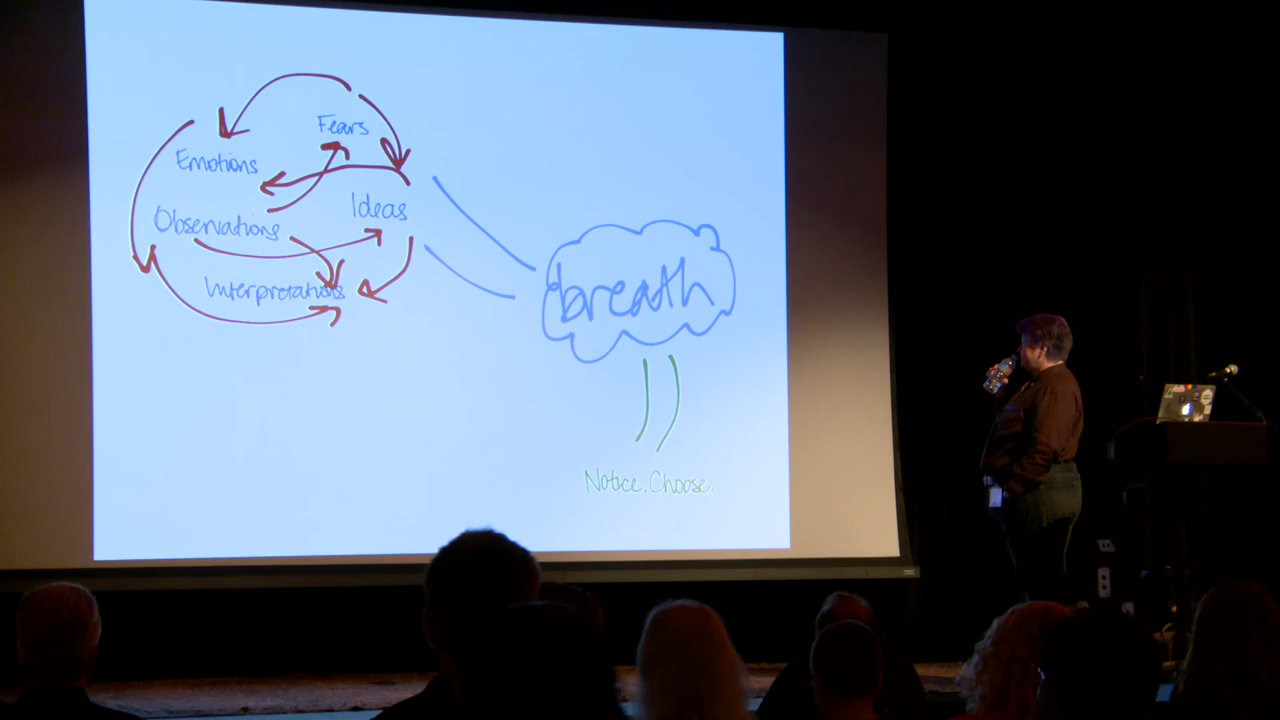 Fears
Emotions
Ideas
Observations
Interpretations
breath
Notice. Choose.